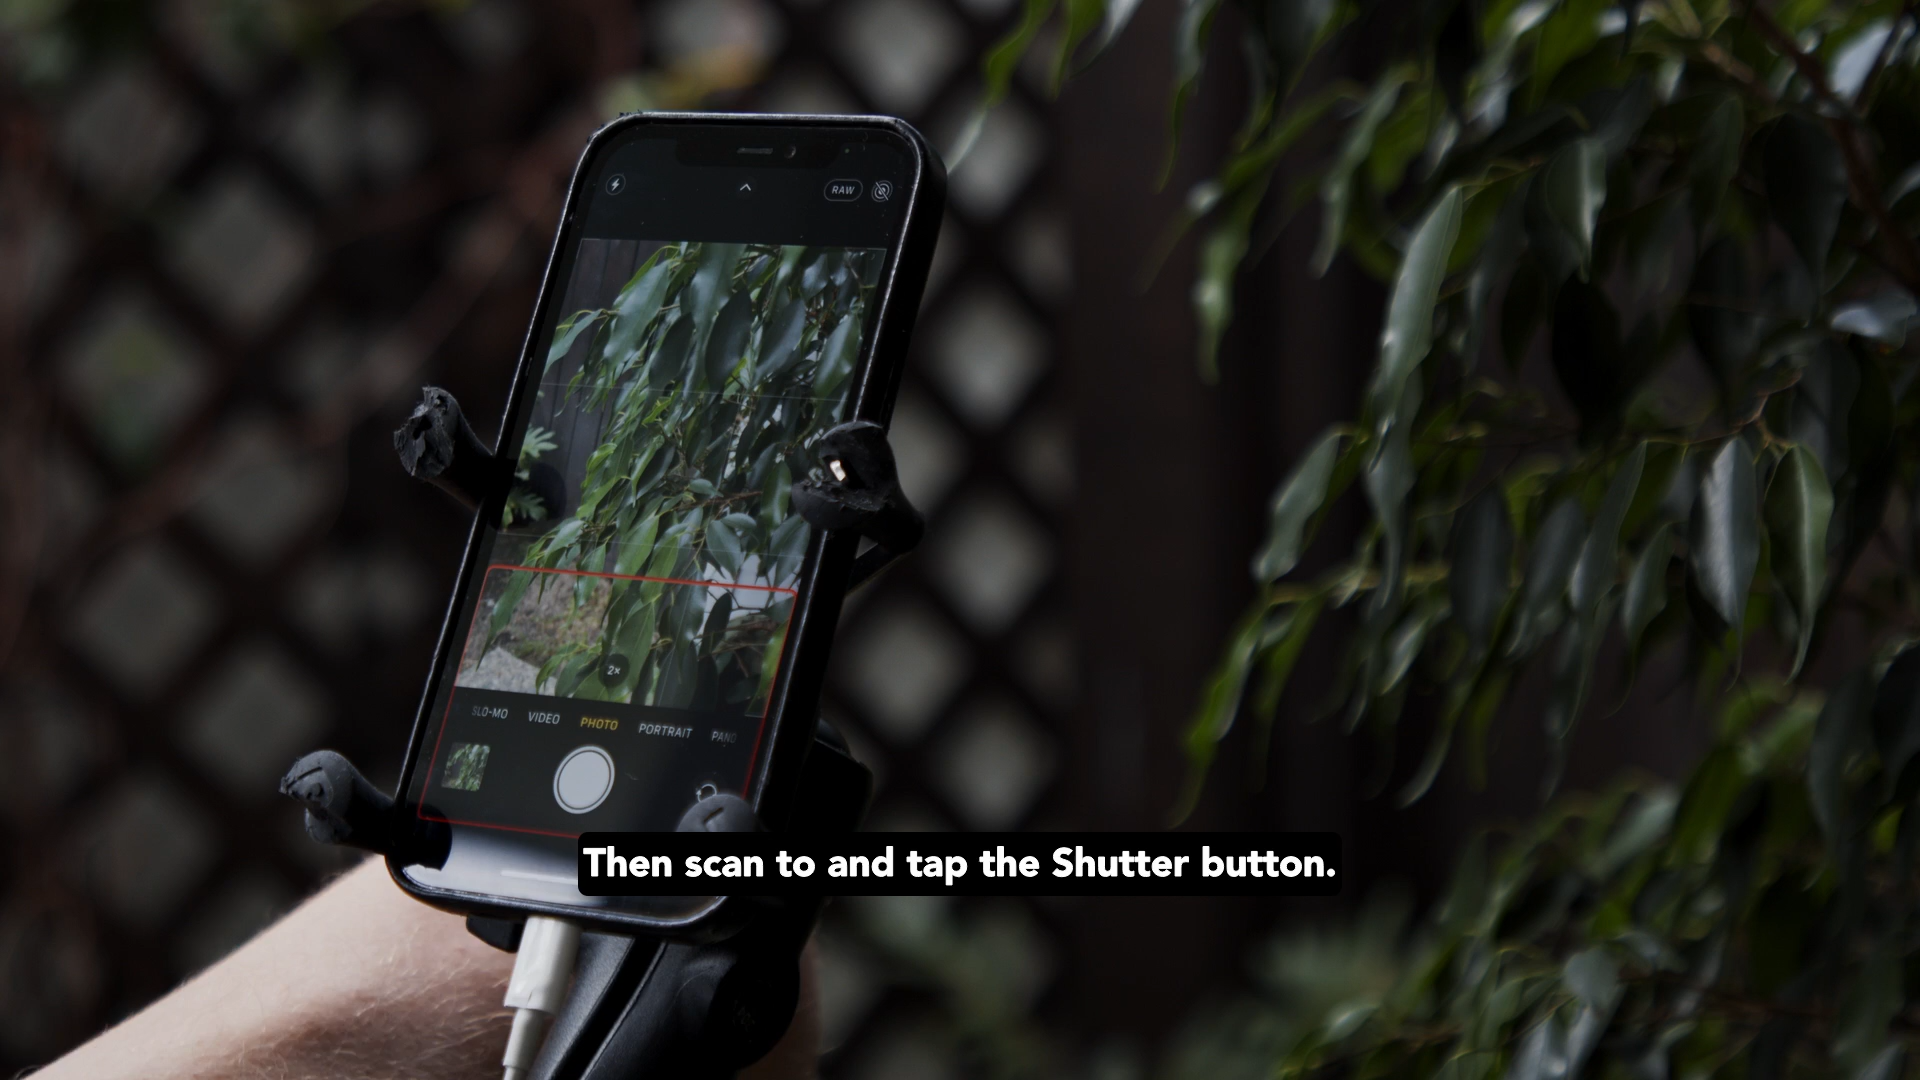 RAW
2×
SLO-MO VIDEO PHOTO PORTRAIT PANO
Then scan to and tap the Shutter button.